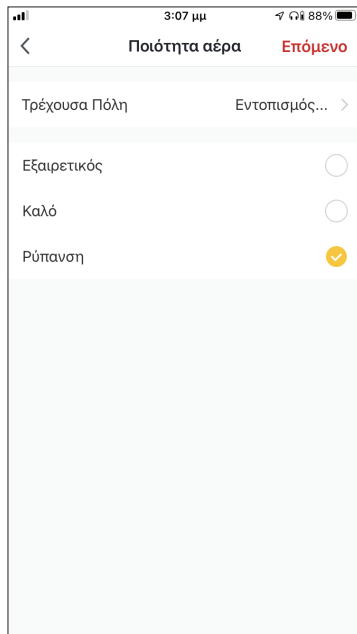 3:07 μμ 88%
Ποιότητα αέρα Επόμενο
Τρέχουσα Πόλη Εντοπισμός...
Εξαιρετικός
Καλό
Ρύπανση